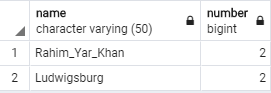 name number
character varying (50) bigint
1 Rahim_Yar_Khan 2
2 Ludwigsburg 2